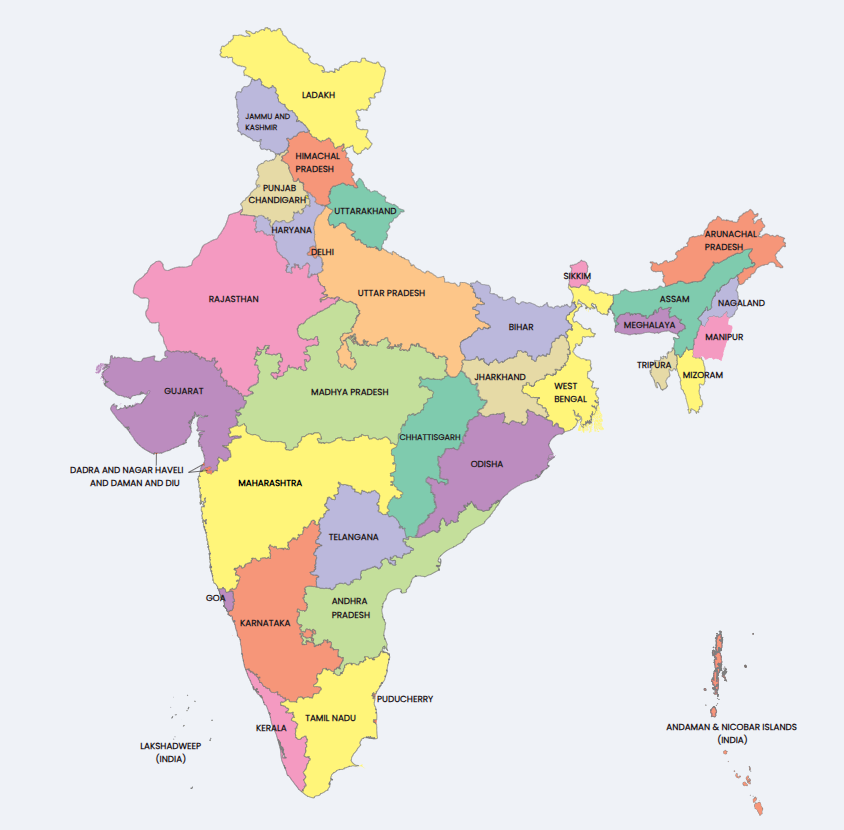 LADAKH
JAMMU AND
KASHMIR
HIMACHAL
PRADESH
PUNJAB
CHANDIGARH
UTTARAKHAND
HARYANA
DELHI
ARUNACHAL
PRADESH
SIKKIM
UTTAR PRADESH
RAJASTHAN
ASSAM
NAGALAND
BIHAR
MEGHALAYA
MANIPUR
TRIPURA
MIZORAM
JHARKHAND
WEST
BENGAL
GUJARAT
MADHYA PRADESH
CHHATTISGARH
ODISHA
DADRA AND NAGAR HAVELI
AND DAMAN AND DIU
MAHARASHTRA
TELANGANA
GOA
ANDHRA
PRADESH
KARNATAKA
PUDUCHERRY
TAMIL NADU
KERALA
LAKSHADWEEP
(INDIA)
ANDAMAN & NICOBAR ISLANDS
(INDIA)